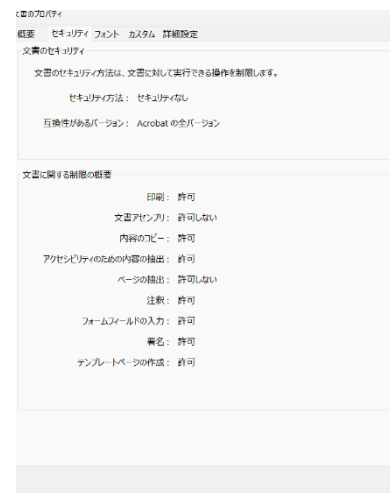 文書のプロパティ
概要 セキュリティ フォント カスタム 詳細設定
文書のセキュリティ
文書のセキュリティ方法は、文書に対して実行できる操作を制限します。
セキュリティ方法： セキュリティなし
互換性があるバージョン： Acrobat の全バージョン
文書に関する制限の概要
印刷： 許可
文書アセンブリ： 許可しない
内容のコピー： 許可
アクセシビリティのための内容の抽出： 許可
ページの抽出： 許可しない
注釈： 許可
フォームフィールドの入力： 許可
署名： 許可
テンプレートページの作成： 許可